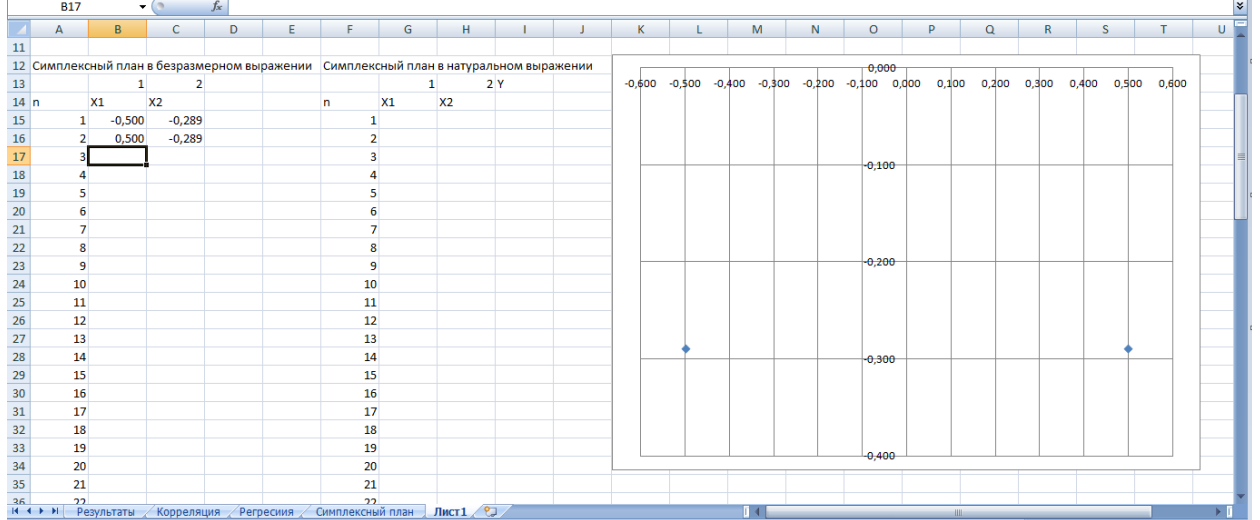 B17 fx
A B C D E F G H I J K L M N O P Q R S T U
11
12 Симплексный план в безразмерном выражении Симплексный план в натуральном выражении
13 1 2 1 2 Y
14 n X1 X2 n X1 X2
15 1 -0,500 -0,289 1
16 2 0,500 -0,289 2
17 3 3
18 4 4
19 5 5
20 6 6
21 7 7
22 8 8
23 9 9
24 10 10
25 11 11
26 12 12
27 13 13
28 14 14
29 15 15
30 16 16
31 17 17
32 18 18
33 19 19
34 20 20
35 21 21
36 22 22
0,000
-0,600 -0,500 -0,400 -0,300 -0,200 -0,100 0,000 0,100 0,200 0,300 0,400 0,500 0,600
-0,100
-0,200
-0,300
-0,400
Результаты Корреляция Регресиия Симплексный план Лист1